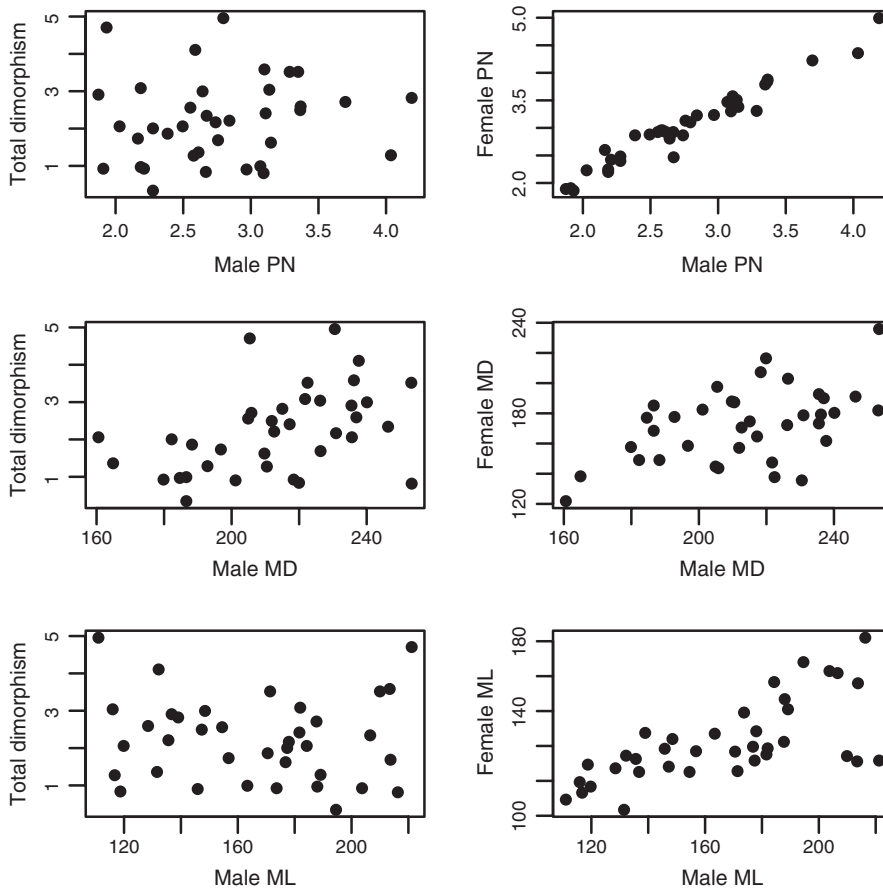 Total dimorphism
5
3
1
2.0 2.5 3.0 3.5 4.0
Male PN
Female PN
5.0
3.5
2.0
2.0 2.5 3.0 3.5 4.0
Male PN
Total dimorphism
5
3
1
160 200 240
Male MD
Female MD
240
180
120
160 200 240
Male MD
Total dimorphism
5
3
1
120 160 200
Male ML
Female ML
180
140
100
120 160 200
Male ML